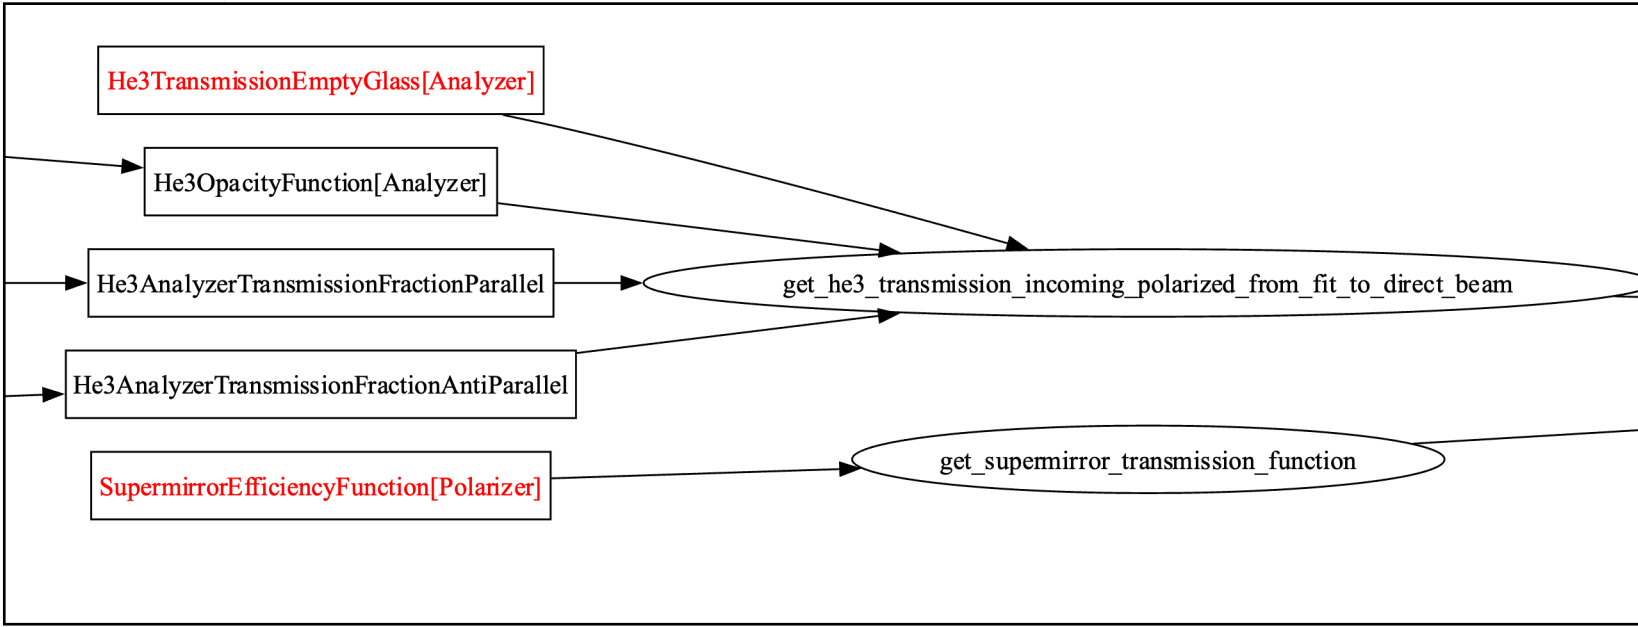 He3TransmissionEmptyGlass[Analyzer]
He3OpacityFunction[Analyzer]
He3AnalyzerTransmissionFractionParallel
get_he3_transmission_incoming_polarized_from_fit_to_direct_beam
He3AnalyzerTransmissionFractionAntiParallel
get_supermirror_transmission_function
SupermirrorEfficiencyFunction[Polarizer]